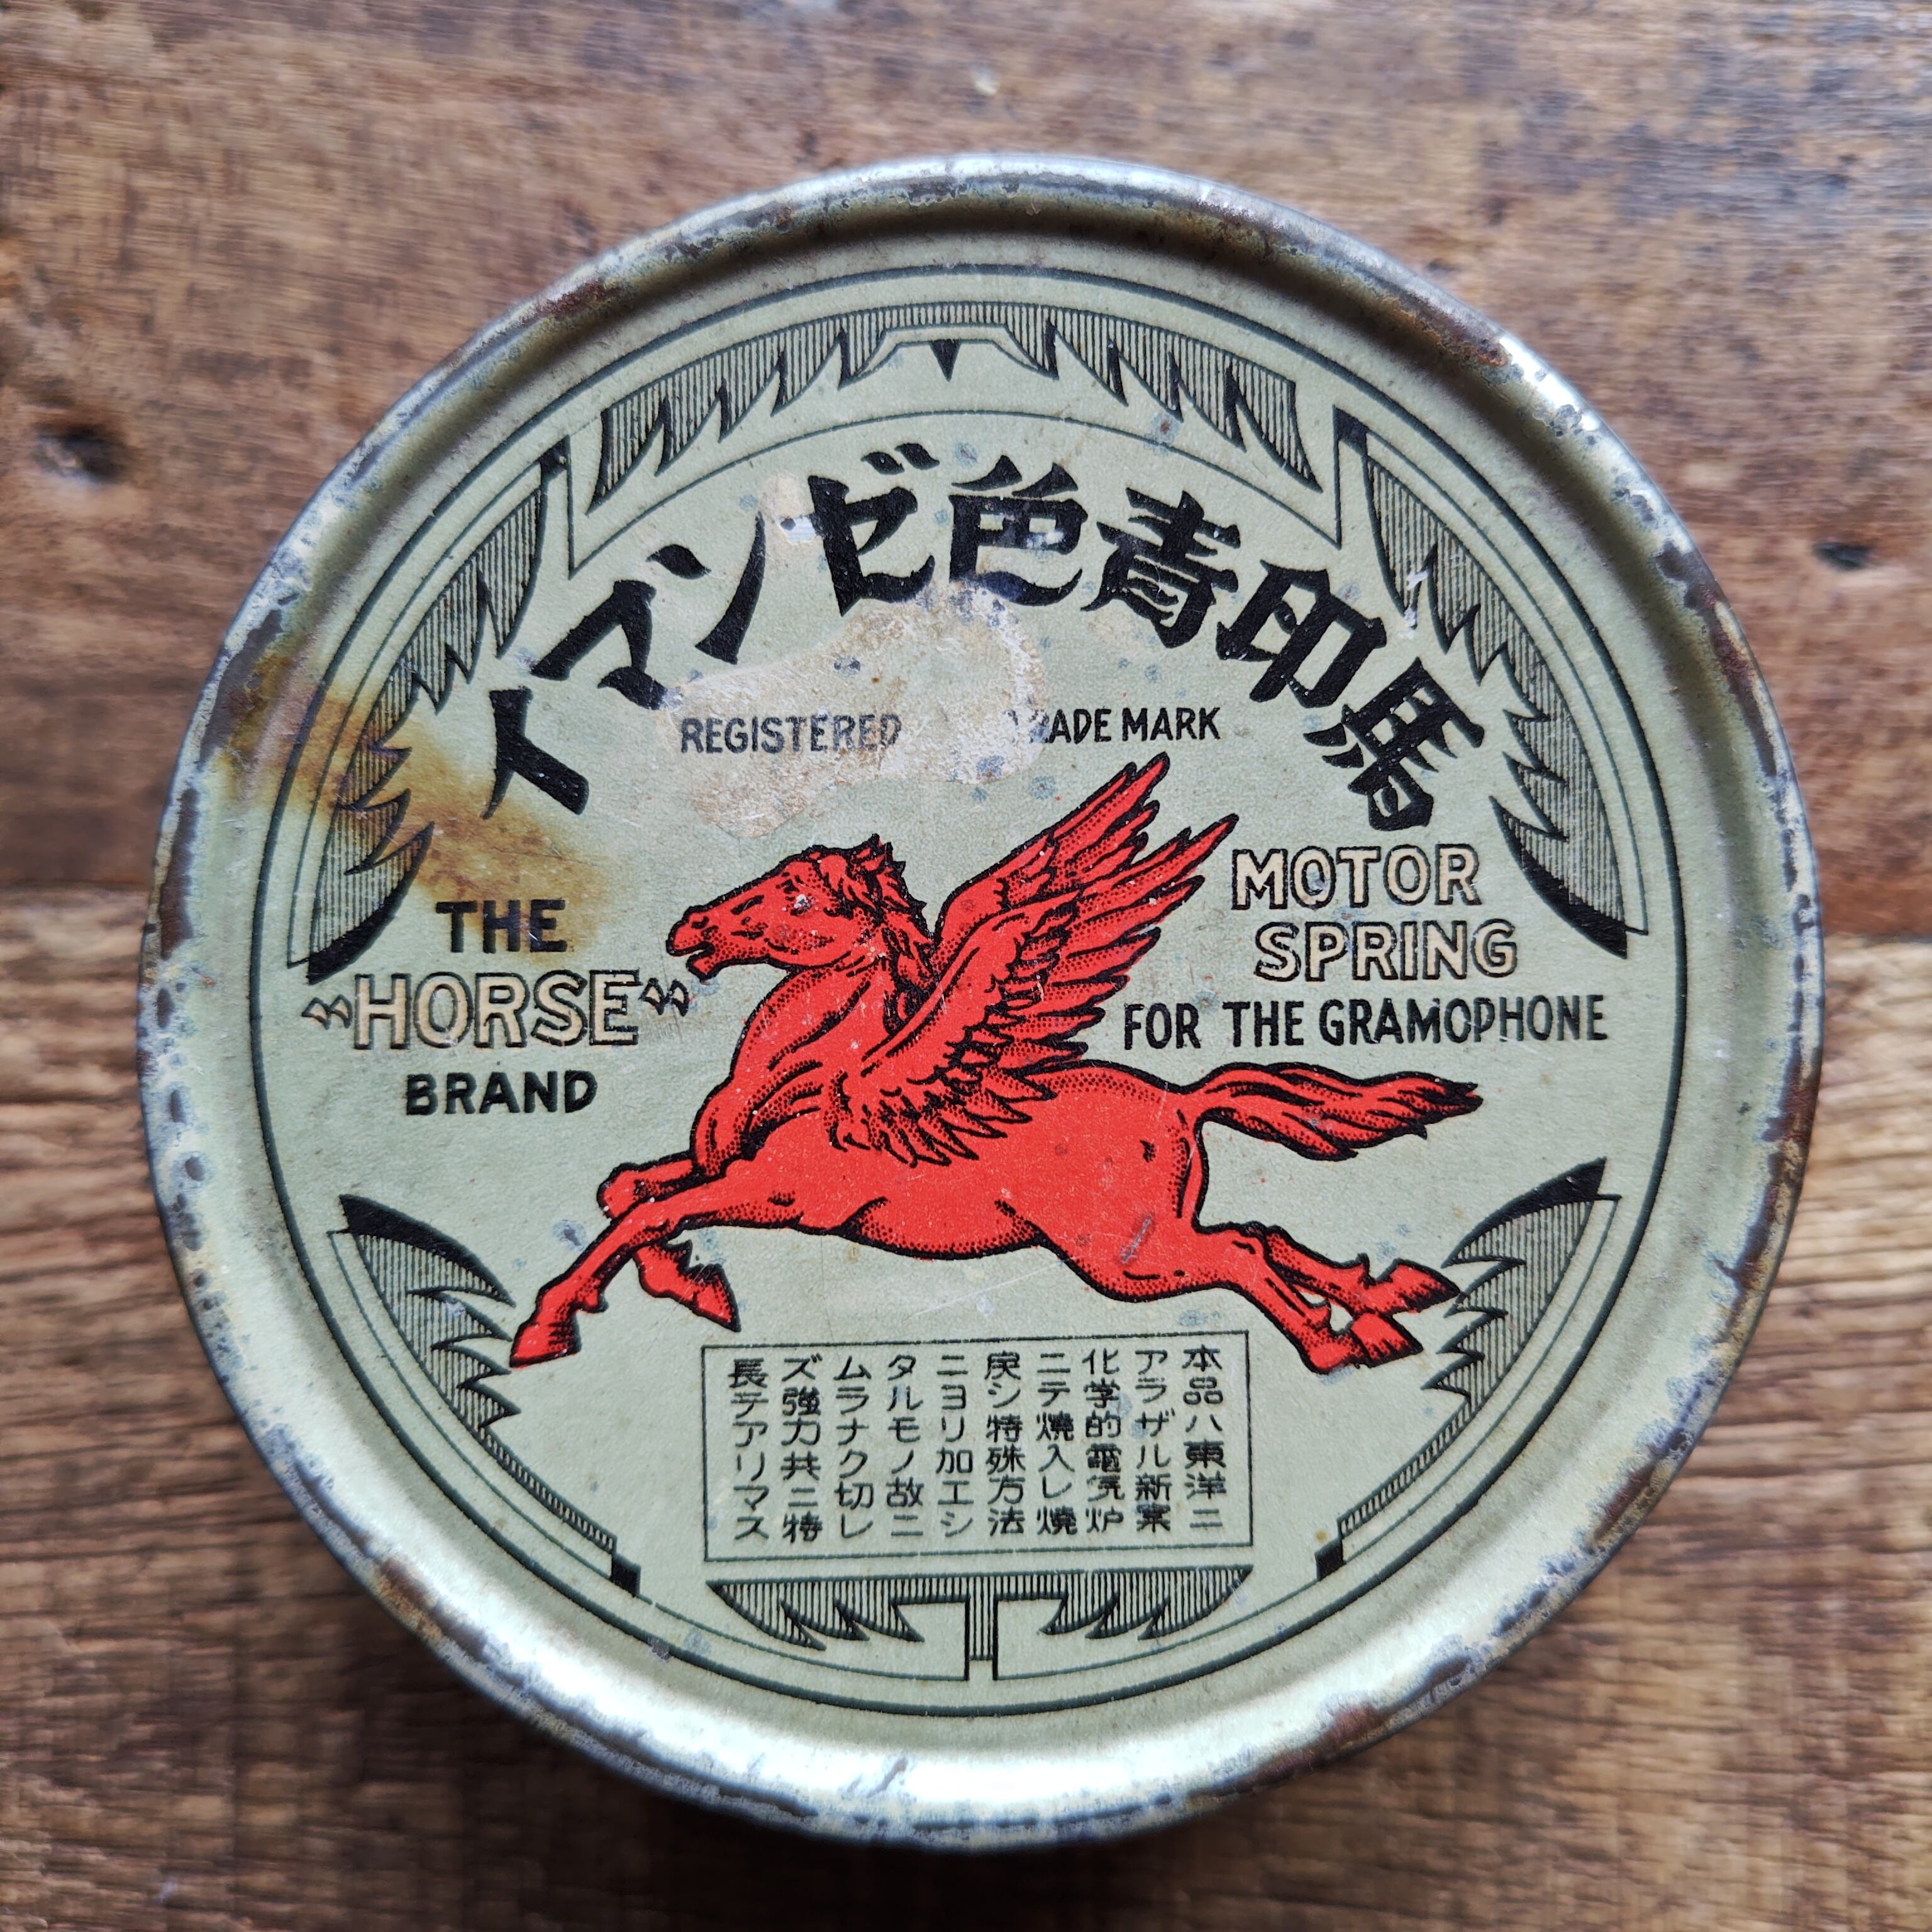 馬印青色ゼンマイ
REGISTERED TRADE MARK
THE
"HORSE"
BRAND
MOTOR
SPRING
FOR THE GRAMOPHONE
本品ハ東洋ニ
アラザル新案
化学的電気炉
ニテ燒入レ燒
戻シ特殊方法
ニヨリ加工シ
タルモノ故ニ
ムラナク切レ
ズ強力共ニ特
長テアリマス